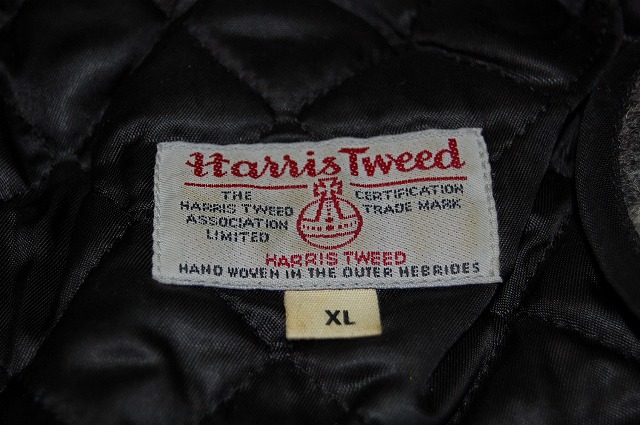 Harris Tweed
THE
HARRIS TWEED
ASSOCIATION
LIMITED
CERTIFICATION
TRADE MARK
HARRIS TWEED
HAND WOVEN IN THE OUTER HEBRIDES
XL